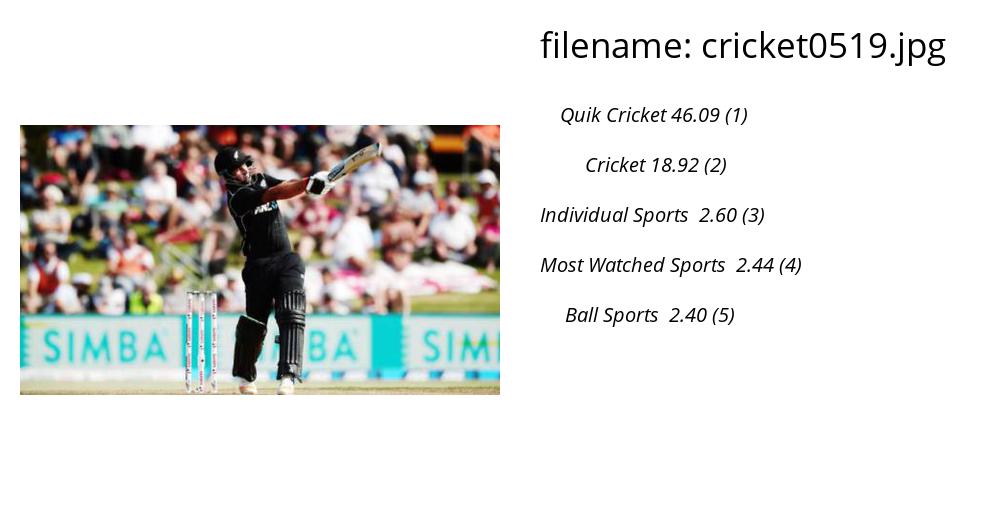 filename: cricket0519.jpg
Quik Cricket 46.09 (1)
Cricket 18.92 (2)
Individual Sports 2.60 (3)
Most Watched Sports 2.44 (4)
Ball Sports 2.40 (5)
SIMBA BA SIM